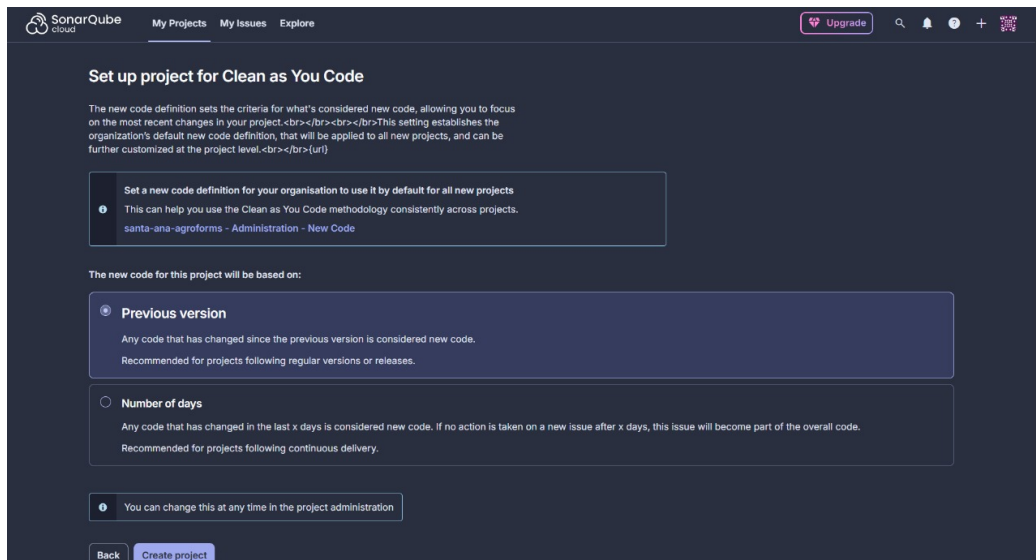 SonarQube
cloud
My Projects My Issues Explore
Upgrade
Set up project for Clean as You Code
The new code definition sets the criteria for what's considered new code, allowing you to focus
on the most recent changes in your project.<br></br><br></br>This setting establishes the
organization's default new code definition, that will be applied to all new projects, and can be
further customized at the project level.<br></br>{url}
Set a new code definition for your organisation to use it by default for all new projects
This can help you use the Clean as You Code methodology consistently across projects.
santa-ana-agroforms - Administration - New Code
The new code for this project will be based on:
Previous version
Any code that has changed since the previous version is considered new code.
Recommended for projects following regular versions or releases.
Number of days
Any code that has changed in the last x days is considered new code. If no action is taken on a new issue after x days, this issue will become part of the overall code.
Recommended for projects following continuous delivery.
You can change this at any time in the project administration
Back Create project